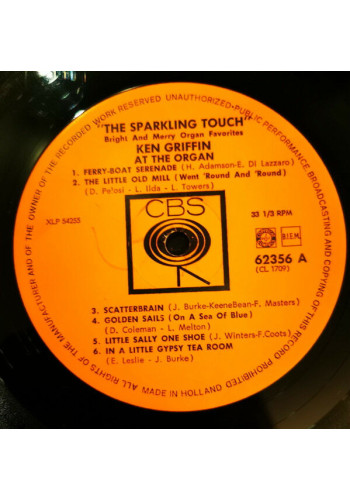 ALL RIGHTS OF THE MANUFACTURER AND OF THE OWNER OF THE RECORDED WORK RESERVED UNAUTHORIZED PUBLIC PERFORMANCE BROADCASTING AND COPYING OF THIS RECORD PROHIBITED
"THE SPARKLING TOUCH"
Bright And Merry Organ Favorites
KEN GRIFFIN
AT THE ORGAN
1. FERRY-BOAT SERENADE (H. Adamson-E. Di Lazzaro)
2. THE LITTLE OLD MILL (Went 'Round And 'Round)
(D. Pelosi - L. Ilda - L. Towers)
CBS
XLP 54255
33 1/3 RPM
B.I.E.M.
62356 A
(CL 1709)
3. SCATTERBRAIN (J. Burke-KeeneBean-F. Masters)
4. GOLDEN SAILS (On A Sea Of Blue)
(D. Coleman - L. Melton)
5. LITTLE SALLY ONE SHOE (J. Winters-F.Coots)
6. IN A LITTLE GYPSY TEA ROOM
(E. Leslie - J. Burke)
MADE IN HOLLAND